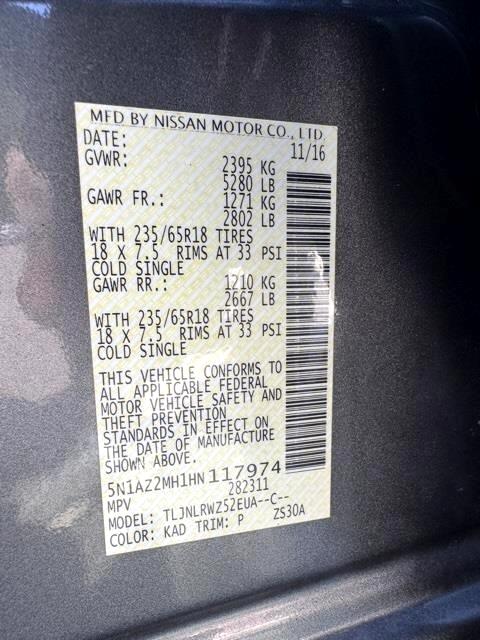 MFD BY NISSAN MOTOR CO., LTD.
DATE: 11/16
GVWR: 2395 KG
5280 LB
GAWR FR.: 1271 KG
2802 LB
WITH 235/65R18 TIRES
18 X 7.5 RIMS AT 33 PSI
COLD SINGLE
GAWR RR.: 1210 KG
2667 LB
WITH 235/65R18 TIRES
18 X 7.5 RIMS AT 33 PSI
COLD SINGLE
THIS VEHICLE CONFORMS TO
ALL APPLICABLE FEDERAL
MOTOR VEHICLE SAFETY AND
THEFT PREVENTION
STANDARDS IN EFFECT ON
THE DATE OF MANUFACTURE
SHOWN ABOVE.
5N1AZ2MH1HN117974
MPV 282311
MODEL: TLJNLRWZ52EUA--C--
COLOR: KAD TRIM: P ZS30A